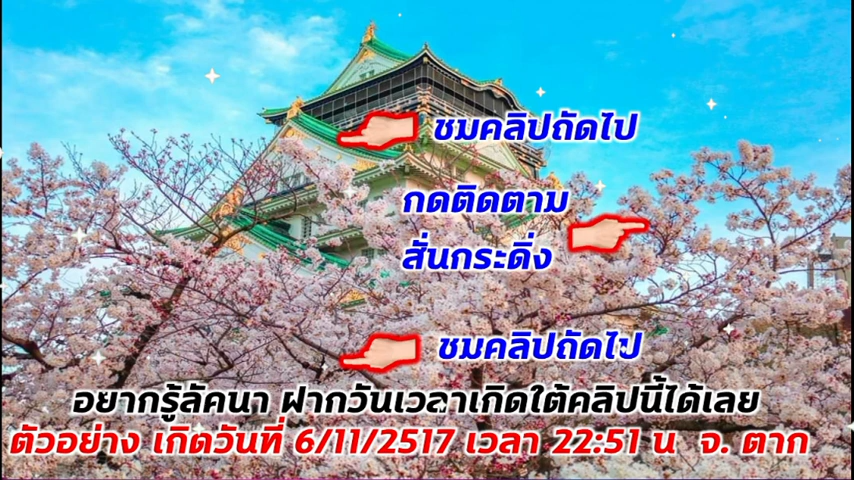 ชมคลิปถัดไป
กดติดตาม
สั่นกระดิ่ง
ชมคลิปถัดไป
อยากรู้ลัคนา ฝากวันเวลาเกิดใต้คลิปนี้ได้เลย
ตัวอย่าง เกิดวันที่ 6/11/2517 เวลา 22:51 น จ. ตาก